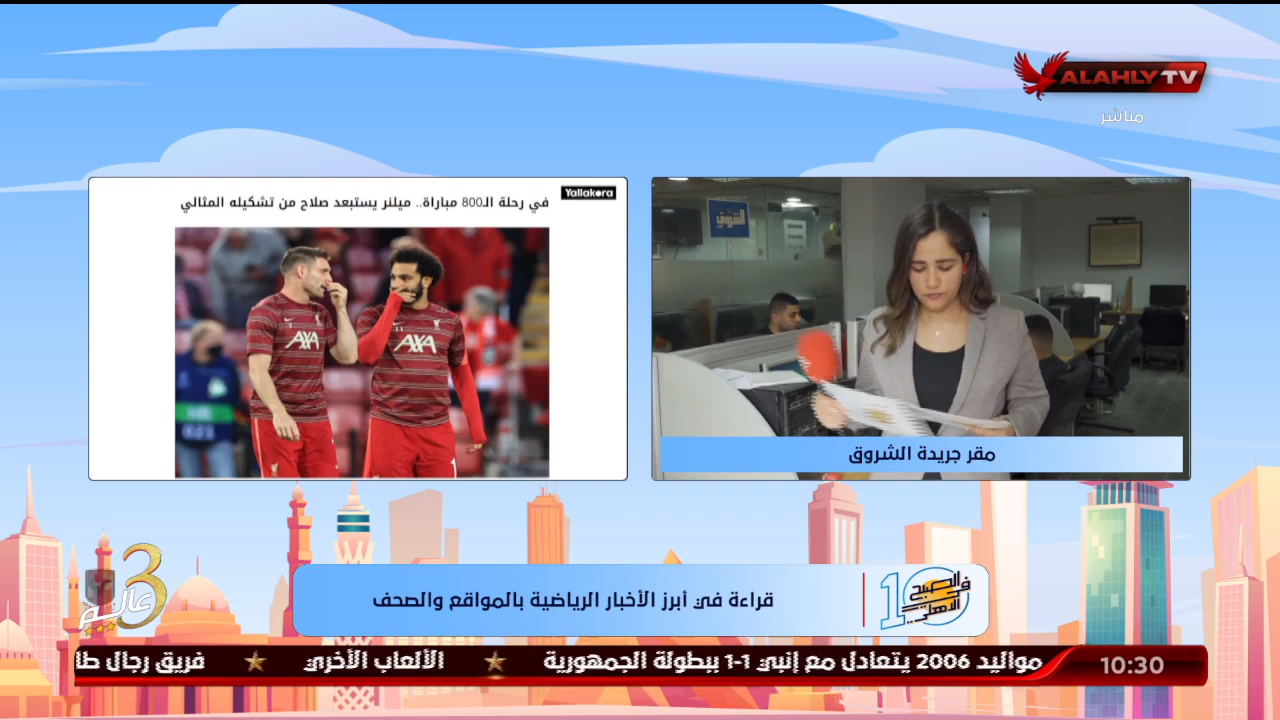 ALAHLY TV
مباشر
Yallakora
في رحلة الـ800 مباراة.. ميلنر يستبعد صلاح من تشكيله المثالي
AXA
AXA
الشروق
مقر جريدة الشروق
قراءة في أبرز الأخبار الرياضية بالمواقع والصحف
10
في الصبح الأهلي..
3
عالم
10:30
مواليد 2006 يتعادل مع إنبي 1-1 ببطولة الجمهورية ★ الألعاب الأخري ★ فريق رجال طا